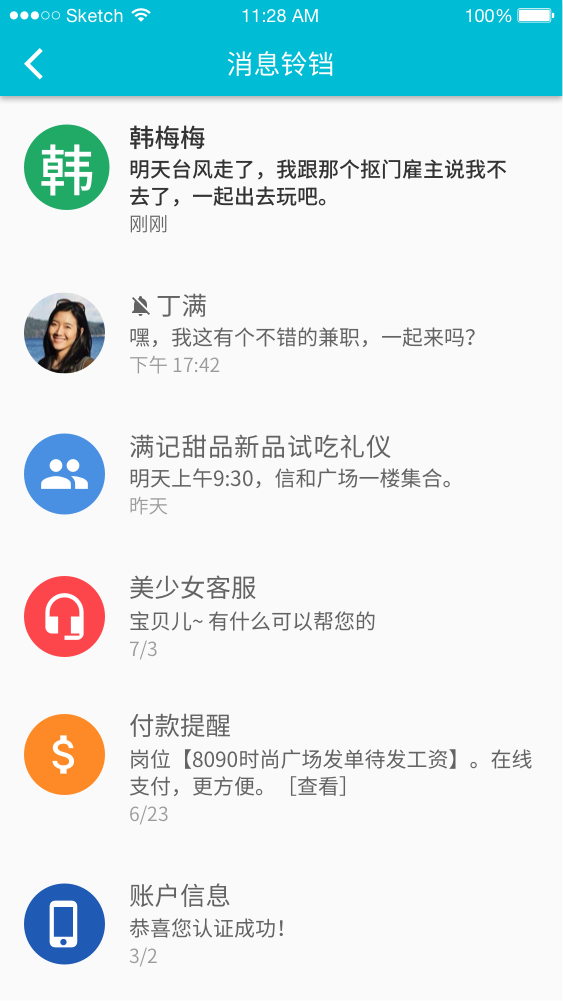 Sketch 11:28 AM 100%
消息铃铛
韩
韩梅梅
明天台风走了，我跟那个抠门雇主说我不
去了，一起出去玩吧。
刚刚
丁满
嘿，我这有个不错的兼职，一起来吗？
下午 17:42
满记甜品新品试吃礼仪
明天上午9:30，信和广场一楼集合。
昨天
美少女客服
宝贝儿~ 有什么可以帮您的
7/3
$
付款提醒
岗位【8090时尚广场发单待发工资】。在线
支付，更方便。［查看］
6/23
账户信息
恭喜您认证成功！
3/2